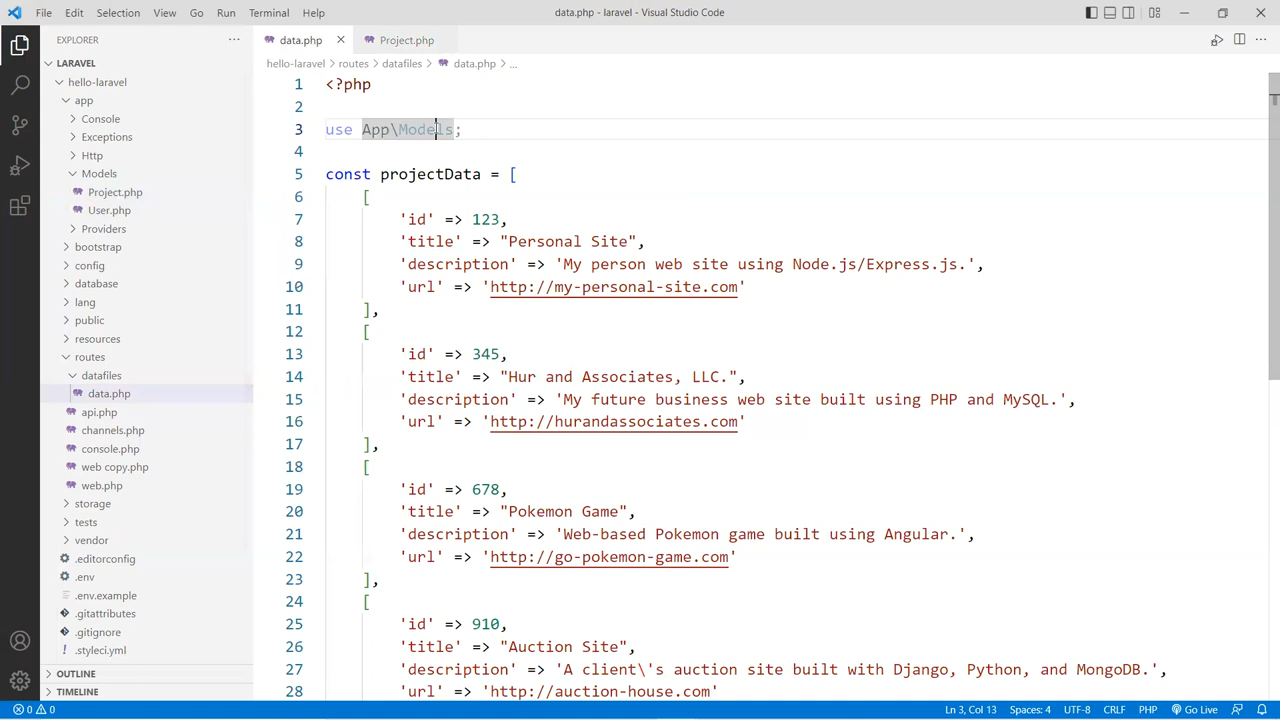 File Edit Selection View Go Run Terminal Help
data.php - laravel - Visual Studio Code
EXPLORER
LARAVEL
hello-laravel
app
Console
Exceptions
Http
Models
Project.php
User.php
Providers
bootstrap
config
database
lang
public
resources
routes
datafiles
data.php
api.php
channels.php
console.php
web copy.php
web.php
storage
tests
vendor
.editorconfig
.env
.env.example
.gitattributes
.gitignore
.styleci.yml
OUTLINE
TIMELINE
data.php Project.php
hello-laravel > routes > datafiles > data.php > ...
1 <?php
2
3 use App\Models;
4
5 const projectData = [
6 [
7 'id' => 123,
8 'title' => "Personal Site",
9 'description' => 'My person web site using Node.js/Express.js.',
10 'url' => 'http://my-personal-site.com'
11 ],
12 [
13 'id' => 345,
14 'title' => "Hur and Associates, LLC.",
15 'description' => 'My future business web site built using PHP and MySQL.',
16 'url' => 'http://hurandassociates.com'
17 ],
18 [
19 'id' => 678,
20 'title' => "Pokemon Game",
21 'description' => 'Web-based Pokemon game built using Angular.',
22 'url' => 'http://go-pokemon-game.com'
23 ],
24 [
25 'id' => 910,
26 'title' => "Auction Site",
27 'description' => 'A client\'s auction site built with Django, Python, and MongoDB.',
28 'url' => 'http://auction-house.com'
0 0 Ln 3, Col 13 Spaces: 4 UTF-8 CRLF PHP Go Live